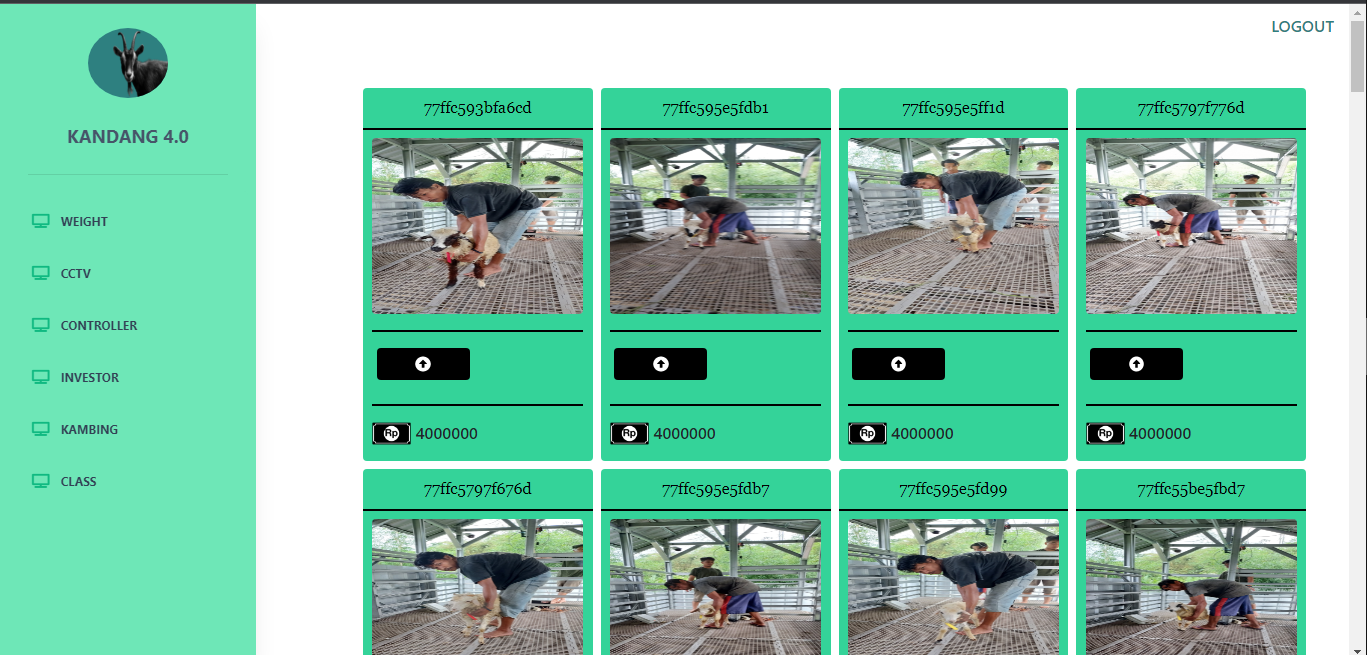 LOGOUT
KANDANG 4.0
WEIGHT
CCTV
CONTROLLER
INVESTOR
KAMBING
CLASS
77ffc593bfa6cd
77ffc595e5fdb1
77ffc595e5ff1d
77ffc5797f776d
Rp 4000000
Rp 4000000
Rp 4000000
Rp 4000000
77ffc5797f676d
77ffc595e5fdb7
77ffc595e5fd99
77ffc55be5fbd7